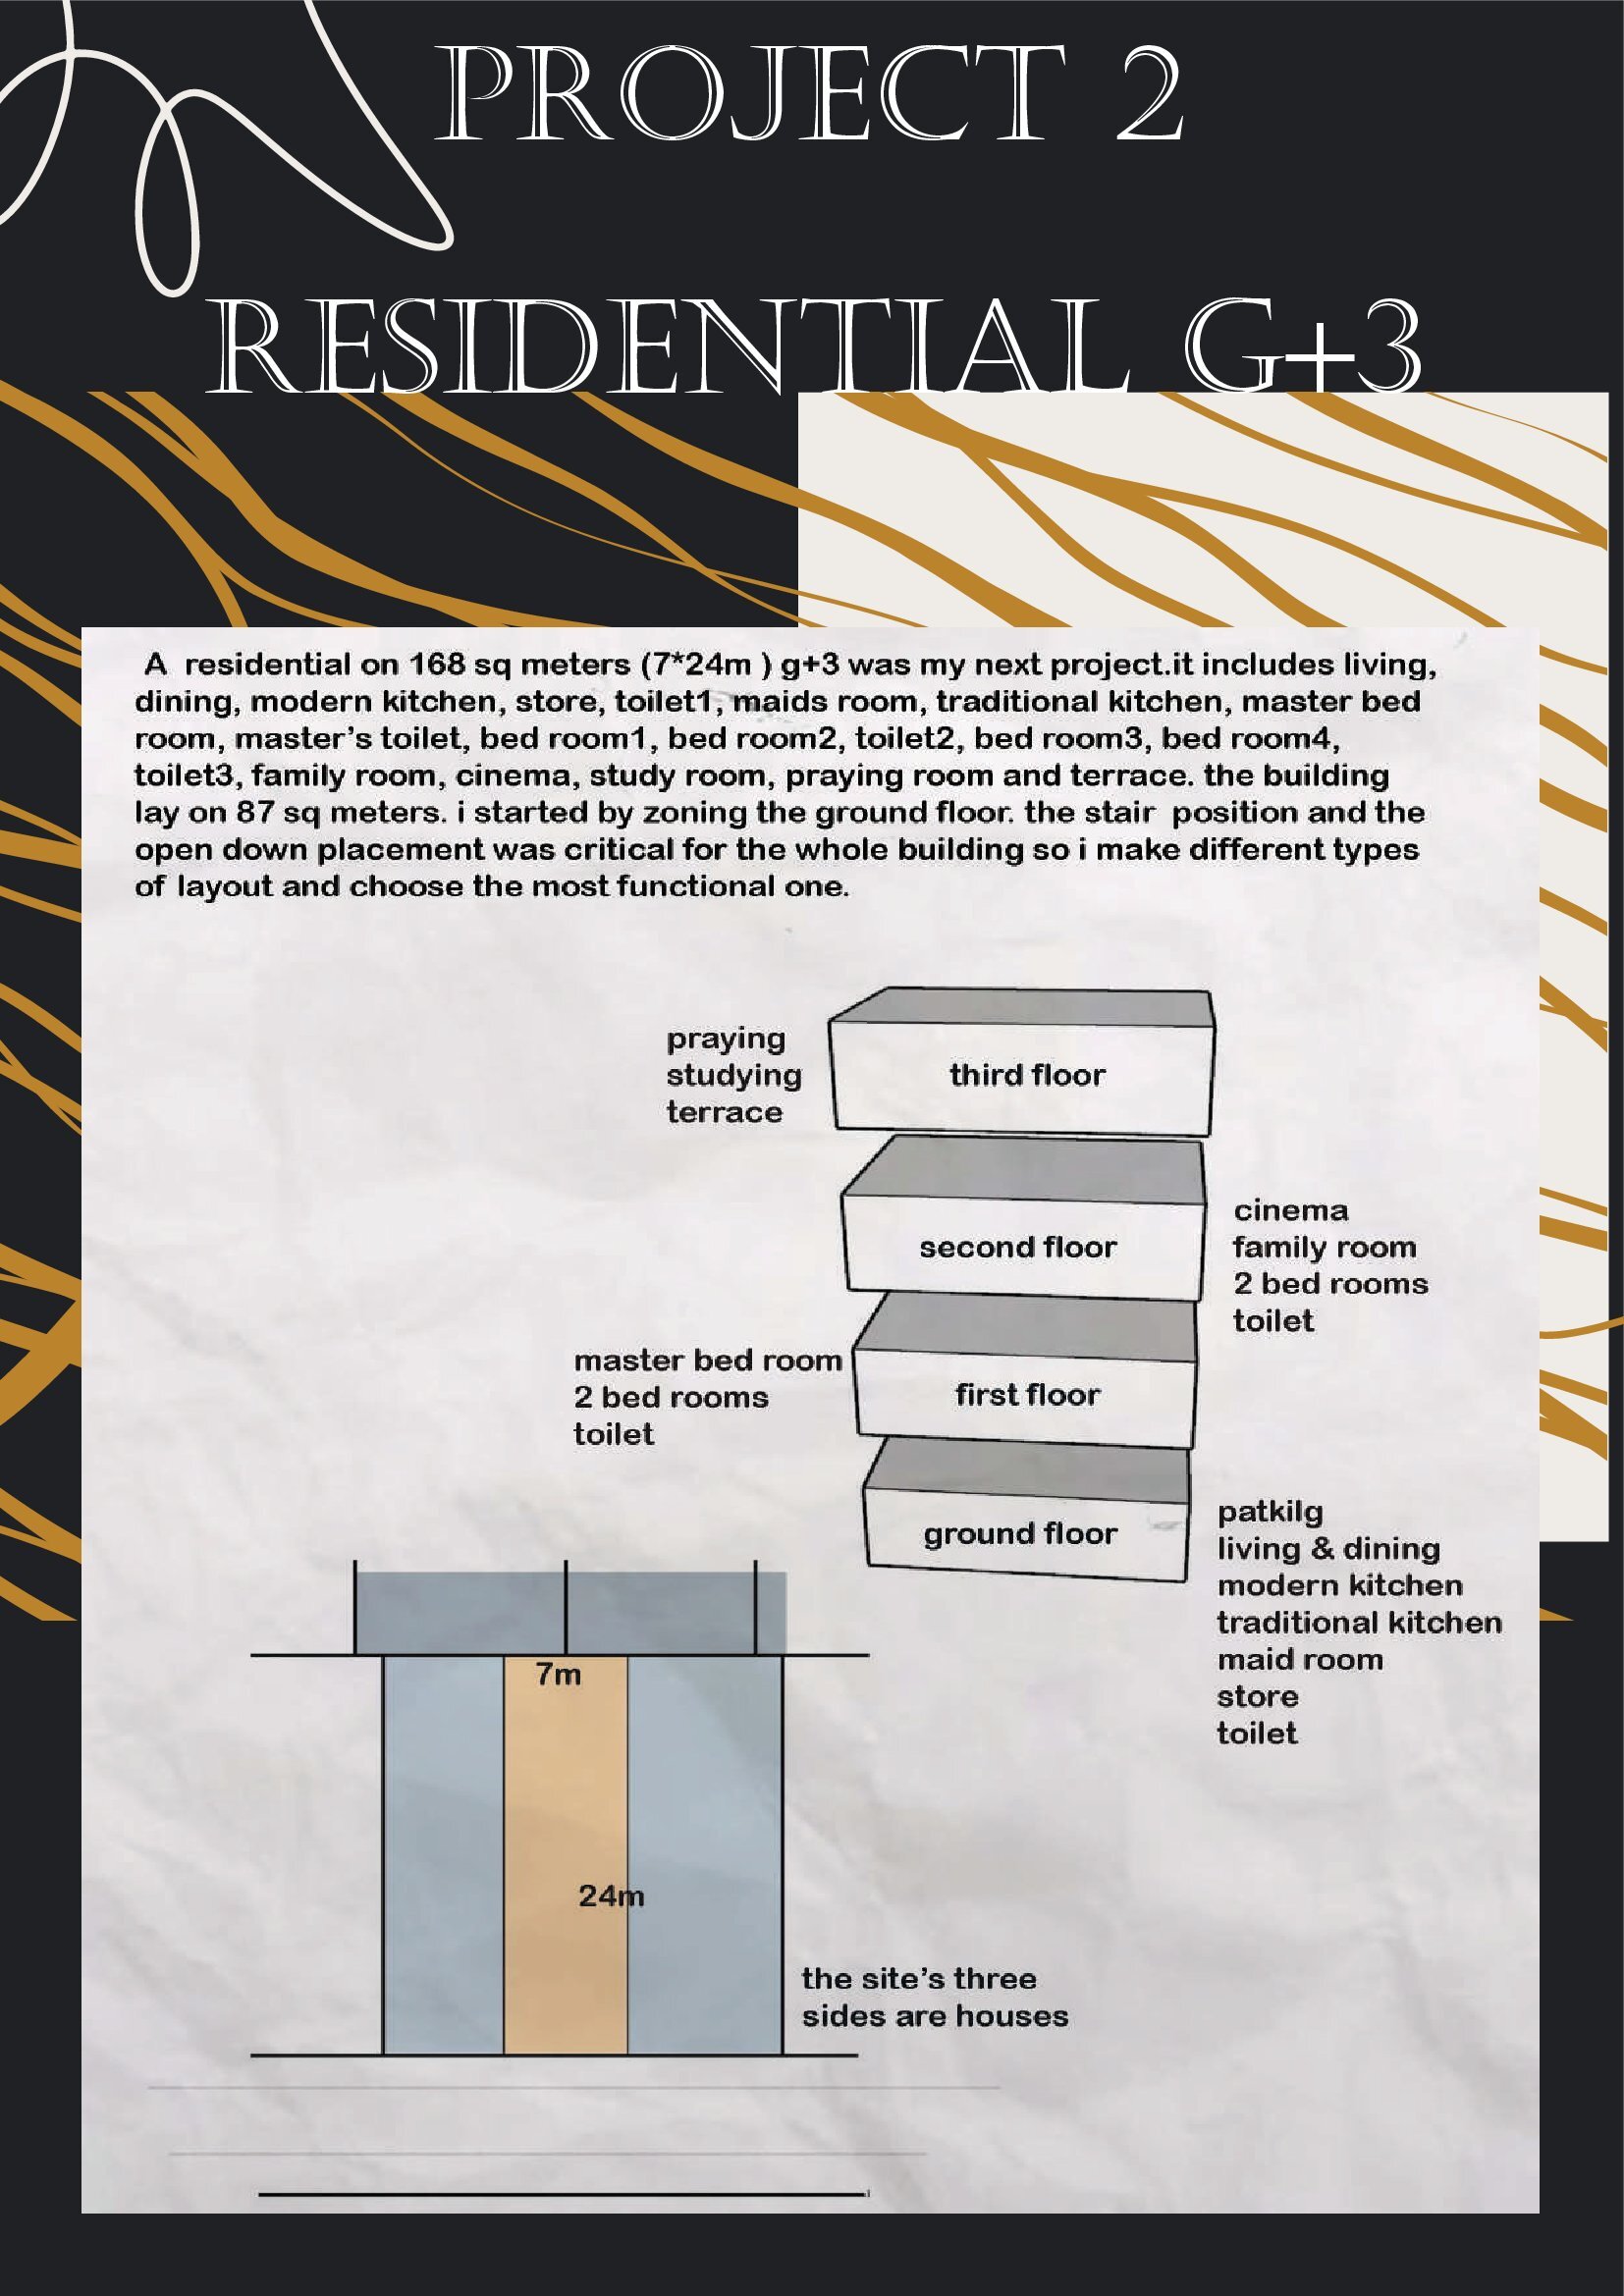 PROJECT 2
RESIDENTIAL G+3
A residential on 168 sq meters (7*24m ) g+3 was my next project.it includes living,
dining, modern kitchen, store, toilet1, maids room, traditional kitchen, master bed
room, master's toilet, bed room1, bed room2, toilet2, bed room3, bed room4,
toilet3, family room, cinema, study room, praying room and terrace. the building
lay on 87 sq meters. i started by zoning the ground floor. the stair position and the
open down placement was critical for the whole building so i make different types
of layout and choose the most functional one.
praying
studying
terrace
third floor
second floor
cinema
family room
2 bed rooms
toilet
master bed room
2 bed rooms
toilet
first floor
ground floor
patkilg
living & dining
modern kitchen
traditional kitchen
maid room
store
toilet
7m
24m
the site's three
sides are houses